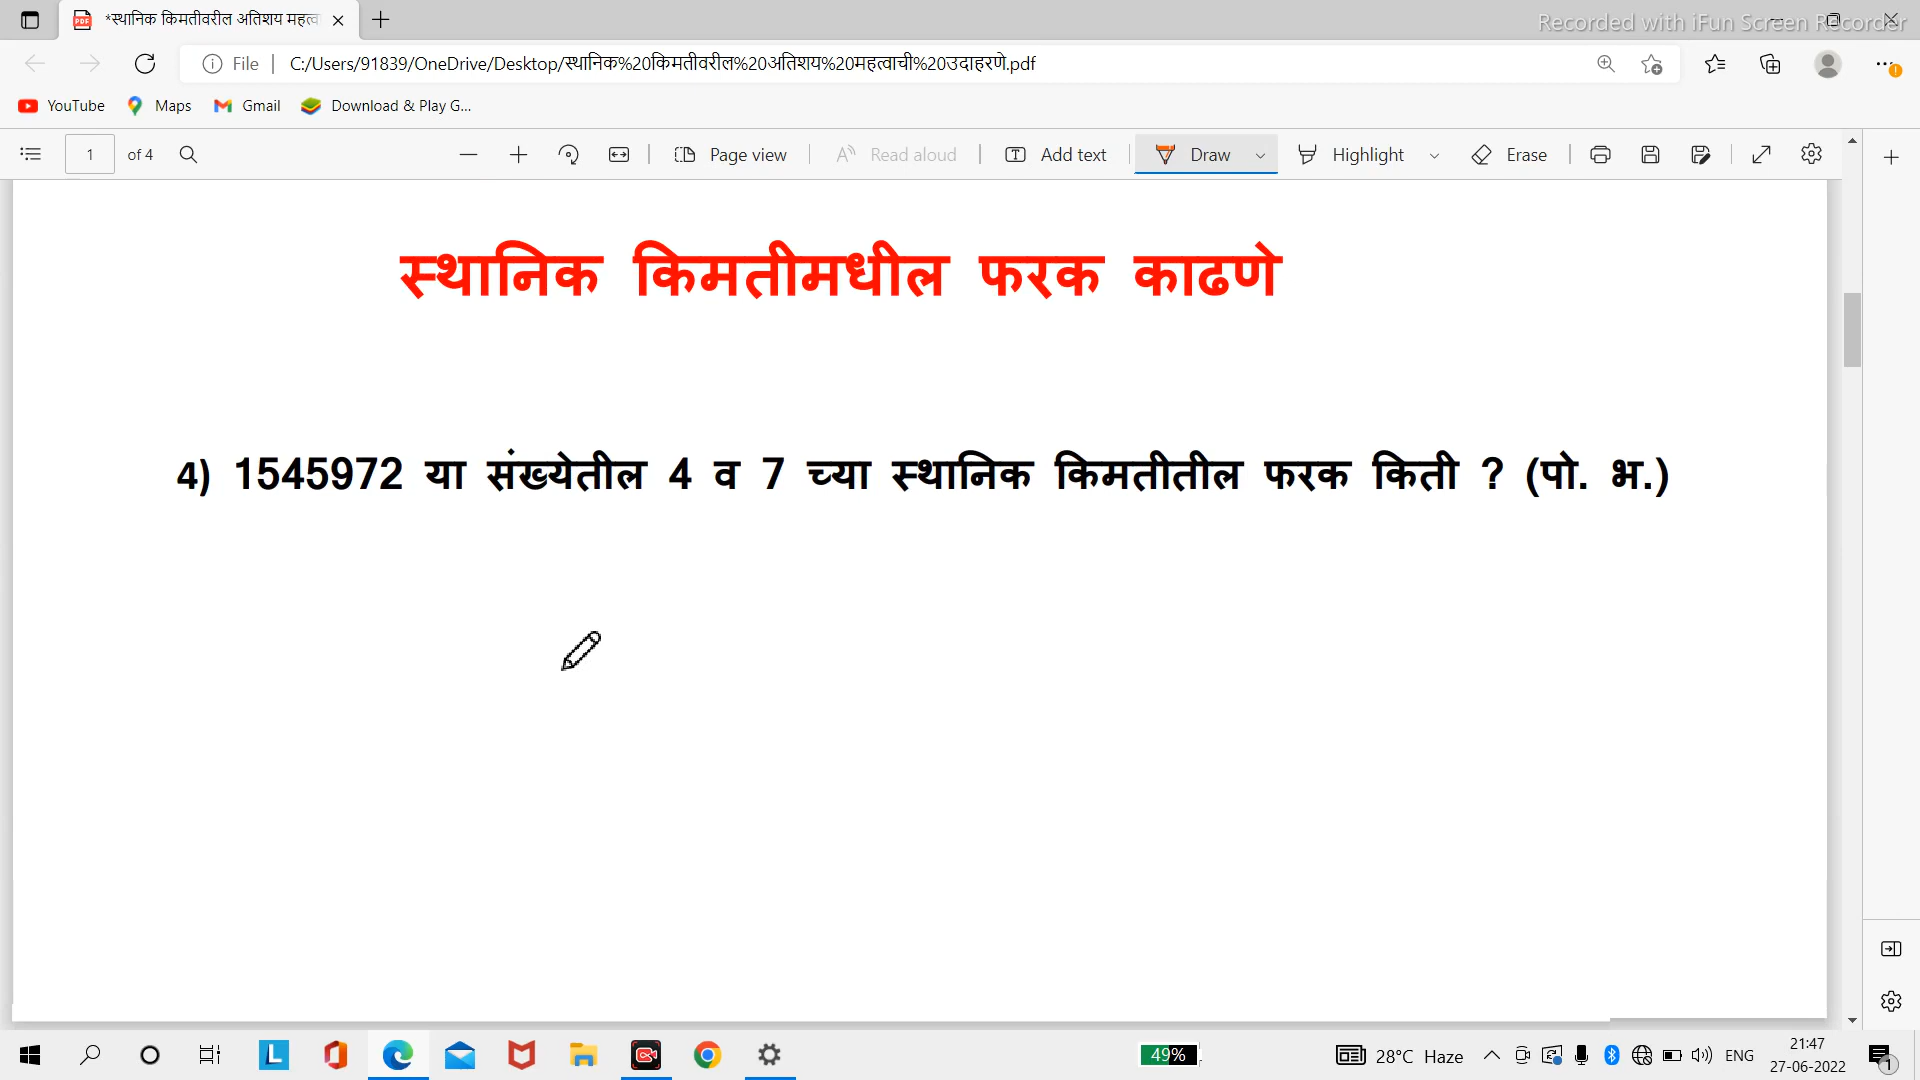 *स्थानिक किमतीवरील अतिशय महत्व
Recorded with iFun Screen Recorder
File
C:/Users/91839/OneDrive/Desktop/स्थानिक%20किमतीवरील%20अतिशय%20महत्वाची%20उदाहरणे.pdf
YouTube Maps Gmail Download & Play G...
1 of 4 Page view Read aloud Add text Draw Highlight Erase
स्थानिक किमतीमधील फरक काढणे
4) 1545972 या संख्येतील 4 व 7 च्या स्थानिक किमतीतील फरक किती ? (पो. भ.)
49% 28°C Haze ENG 21:47
27-06-2022 1